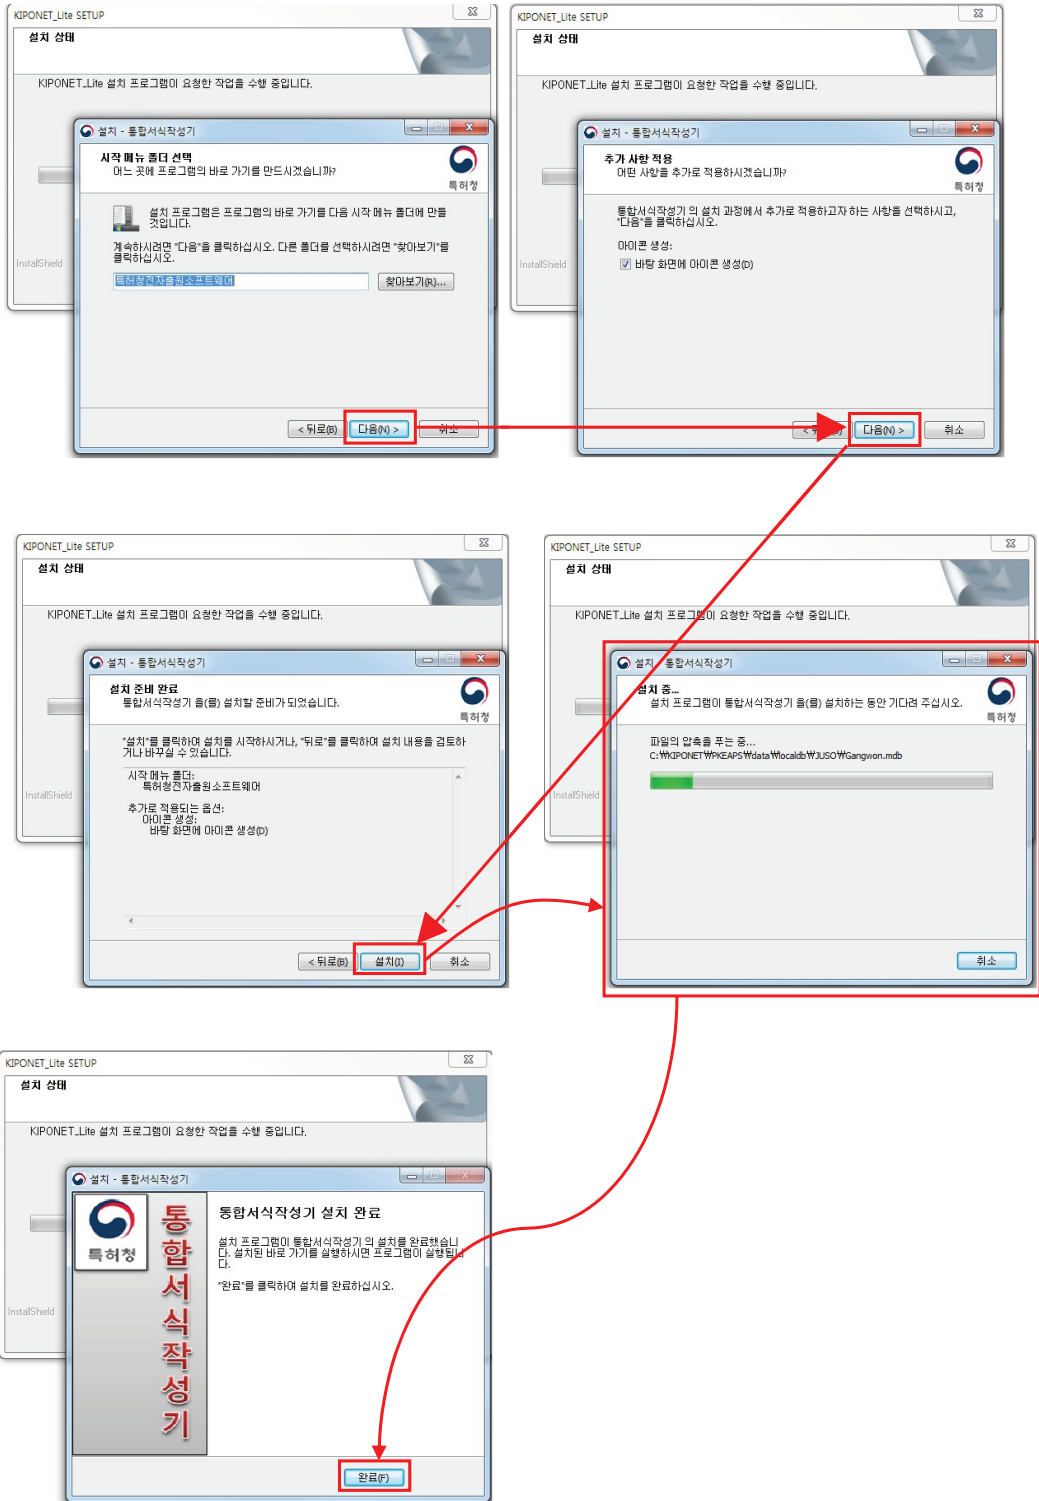 KIPONET_Lite SETUP
설치 상태
KIPONET_Lite 설치 프로그램이 요청한 작업을 수행 중입니다.
설치 - 통합서식작성기
시작 메뉴 폴더 선택
어느 곳에 프로그램의 바로 가기를 만드시겠습니까?
특허청
설치 프로그램은 프로그램의 바로 가기를 다음 시작 메뉴 폴더에 만들
것입니다.
계속하시려면 "다음"을 클릭하십시오. 다른 폴더를 선택하시려면 "찾아보기"를
클릭하십시오.
특허청전자출원소프트웨어
찾아보기(R)...
InstallShield
< 뒤로(B)
다음(N) >
취소
KIPONET_Lite SETUP
설치 상태
KIPONET_Lite 설치 프로그램이 요청한 작업을 수행 중입니다.
설치 - 통합서식작성기
추가 사항 적용
어떤 사항을 추가로 적용하시겠습니까?
특허청
통합서식작성기 의 설치 과정에서 추가로 적용하고자 하는 사항을 선택하시고,
"다음"을 클릭하십시오.
아이콘 생성:
바탕 화면에 아이콘 생성(D)
InstallShield
다음(N) >
취소
KIPONET_Lite SETUP
설치 상태
KIPONET_Lite 설치 프로그램이 요청한 작업을 수행 중입니다.
설치 - 통합서식작성기
설치 준비 완료
통합서식작성기 을(를) 설치할 준비가 되었습니다.
특허청
"설치"를 클릭하여 설치를 시작하시거나, "뒤로"를 클릭하여 설치 내용을 검토하
거나 바꾸실 수 있습니다.
시작 메뉴 폴더:
특허청전자출원소프트웨어
추가로 적용되는 옵션:
아이콘 생성:
바탕 화면에 아이콘 생성(D)
InstallShield
< 뒤로(B)
설치(I)
취소
KIPONET_Lite SETUP
설치 상태
KIPONET_Lite 설치 프로그램이 요청한 작업을 수행 중입니다.
설치 - 통합서식작성기
설치 중...
설치 프로그램이 통합서식작성기 을(를) 설치하는 동안 기다려 주십시오.
특허청
파일의 압축을 푸는 중...
C:₩KIPONET₩PKEAPS₩data₩localdb₩JUSO₩Gangwon.mdb
InstallShield
취소
KIPONET_Lite SETUP
설치 상태
KIPONET_Lite 설치 프로그램이 요청한 작업을 수행 중입니다.
설치 - 통합서식작성기
특허청
통합서식작성기
통합서식작성기 설치 완료
설치 프로그램이 통합서식작성기 의 설치를 완료했습니
다. 설치된 바로 가기를 실행하시면 프로그램이 실행됩니
다.
"완료"를 클릭하여 설치를 완료하십시오.
InstallShield
완료(F)